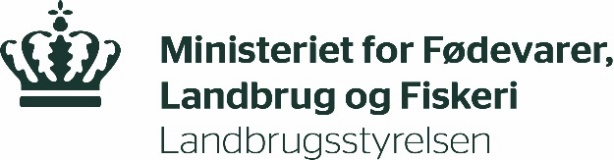 Ministeriet for Fødevarer,
Landbrug og Fiskeri
Landbrugsstyrelsen